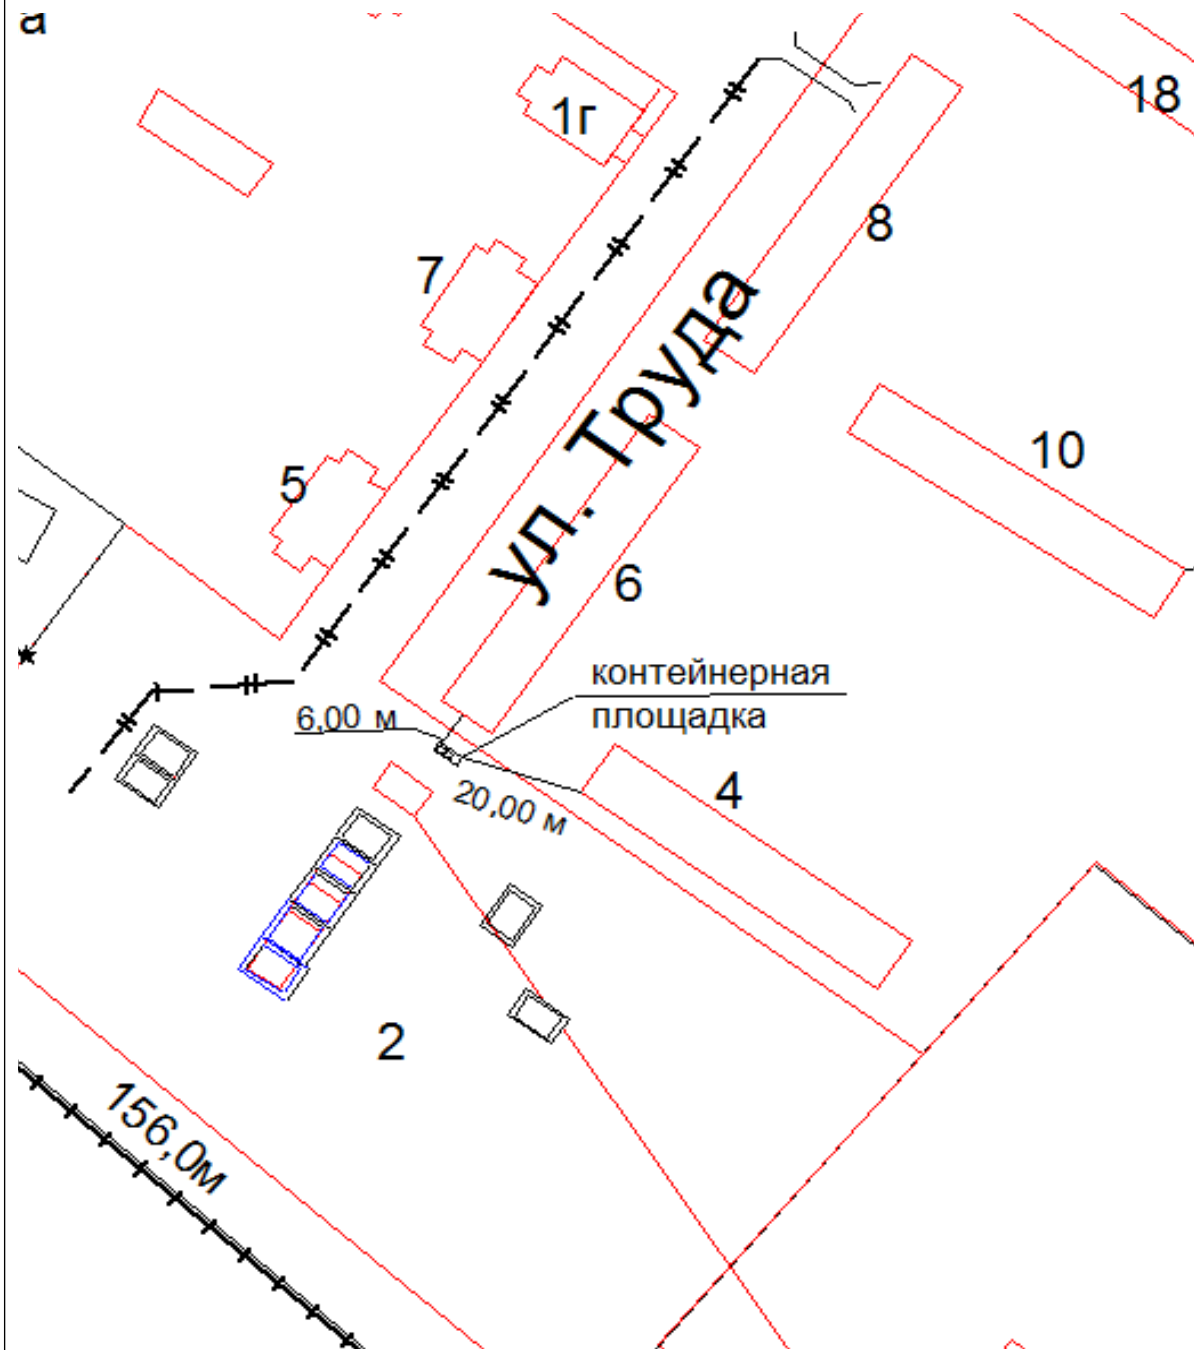 а
1г
18
8
7
ул. Труда
5
10
6
контейнерная
площадка
6,00 м
20,00 м
4
2
156,0м